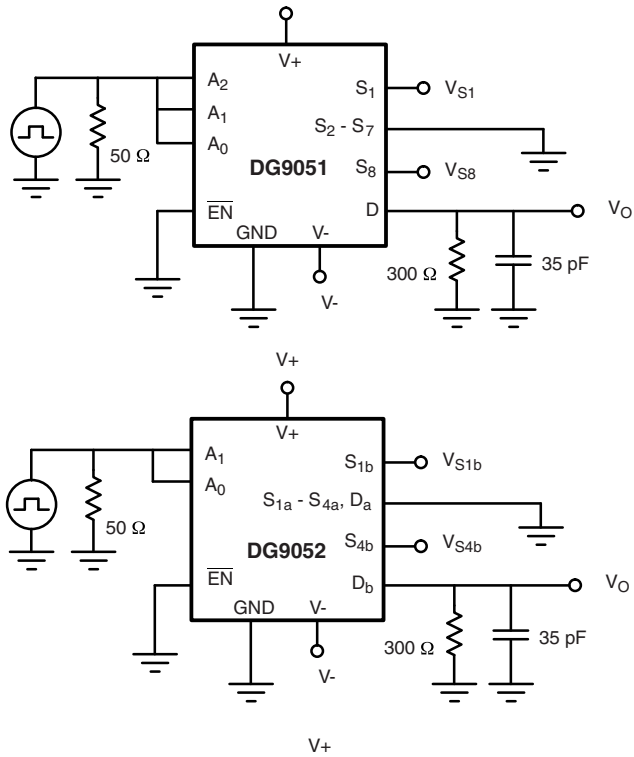 V+
A2
A1
A0
50 Ω
EN
GND
V-
V-
DG9051
S1
VS1
S2 - S7
S8
VS8
D
VO
300 Ω
35 pF
V+
V+
A1
A0
50 Ω
EN
GND
V-
V-
DG9052
S1b
VS1b
S1a - S4a, Da
S4b
VS4b
Db
VO
300 Ω
35 pF
V+